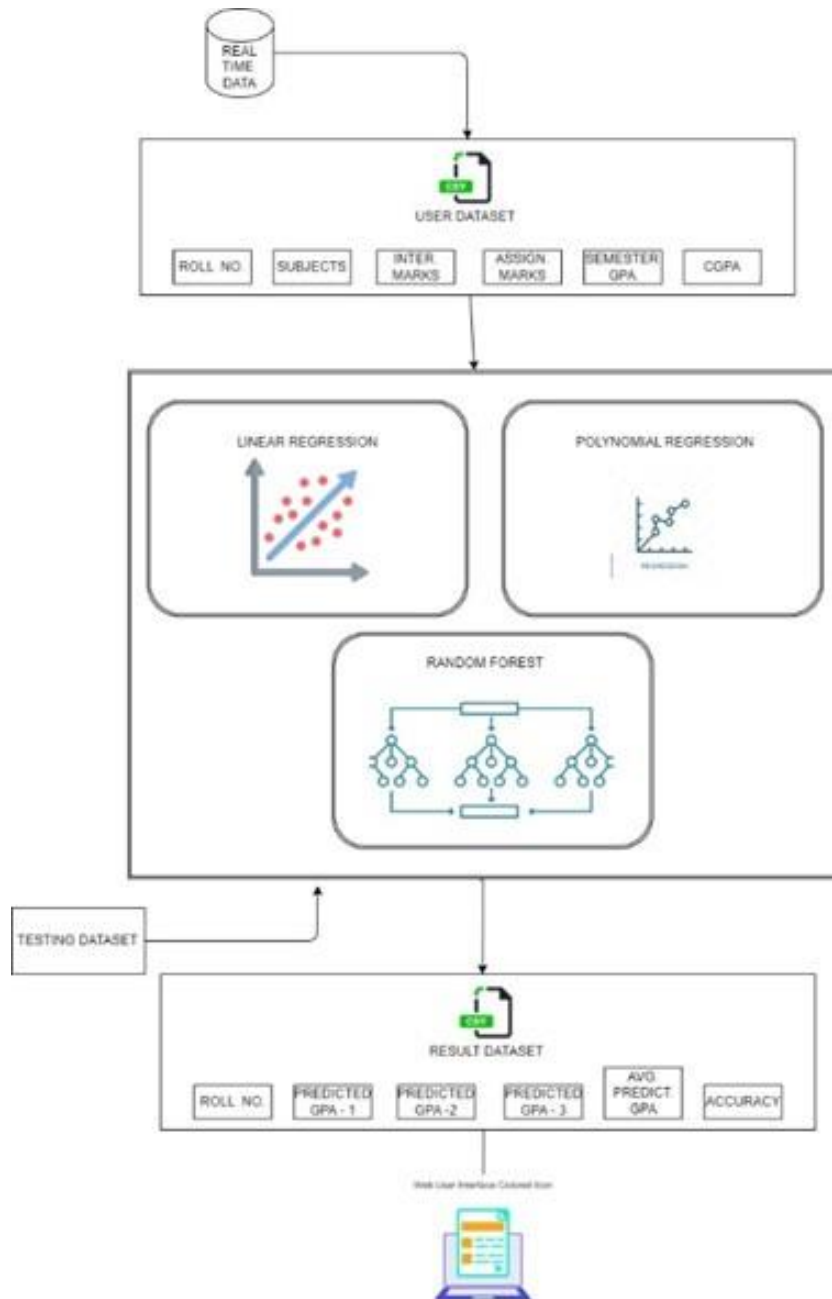 REAL
TIME
DATA
CSV
USER DATASET
ROLL NO.
SUBJECTS
INTER.
MARKS
ASSIGN.
MARKS
SEMESTER
GPA
CGPA
LINEAR REGRESSION
POLYNOMIAL REGRESSION
REGRESSION
RANDOM FOREST
TESTING DATASET
CSV
RESULT DATASET
ROLL NO.
PREDICTED
GPA - 1
PREDICTED
GPA -2
PREDICTED
GPA - 3
AVG.
PREDICT.
GPA
ACCURACY
Web User Interface Colored Icon